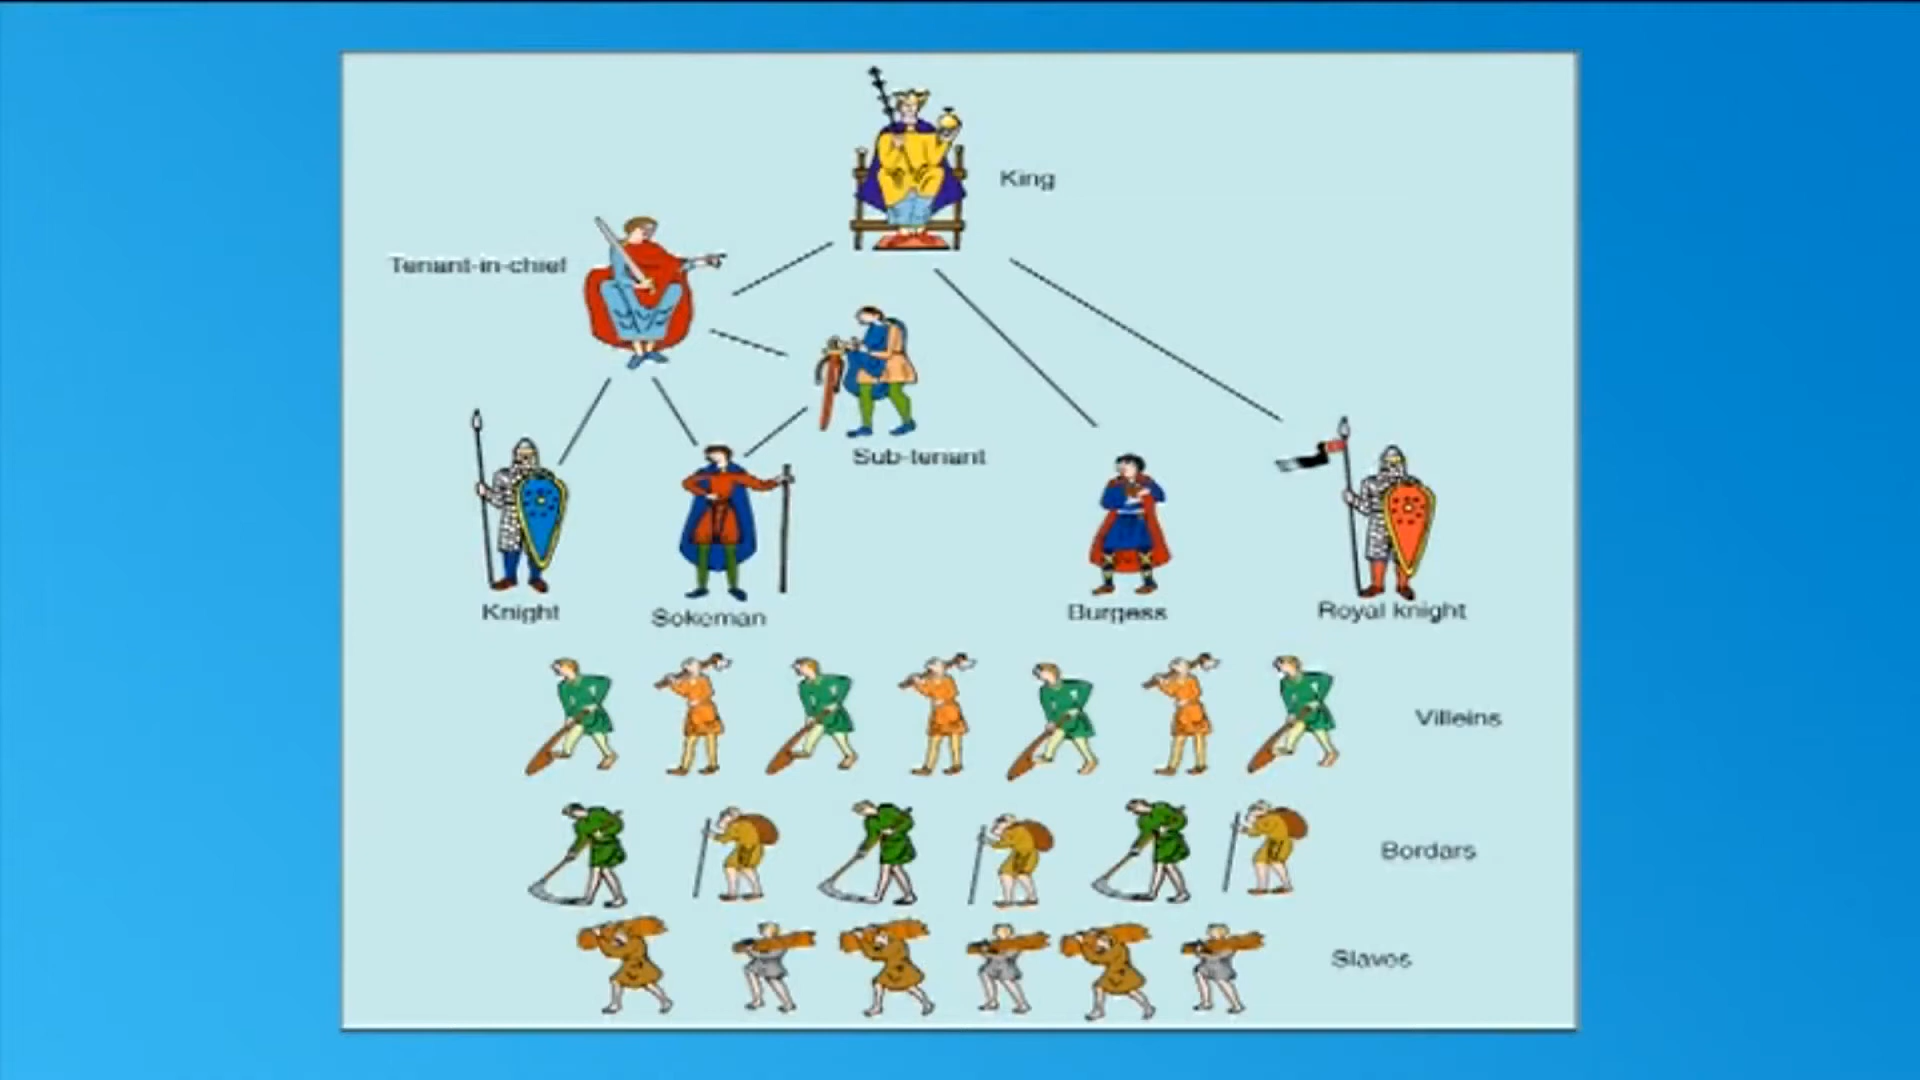 King
Tenant-in-chief
Sub-tenant
Knight
Sokeman
Burgess
Royal knight
Villeins
Bordars
Slaves